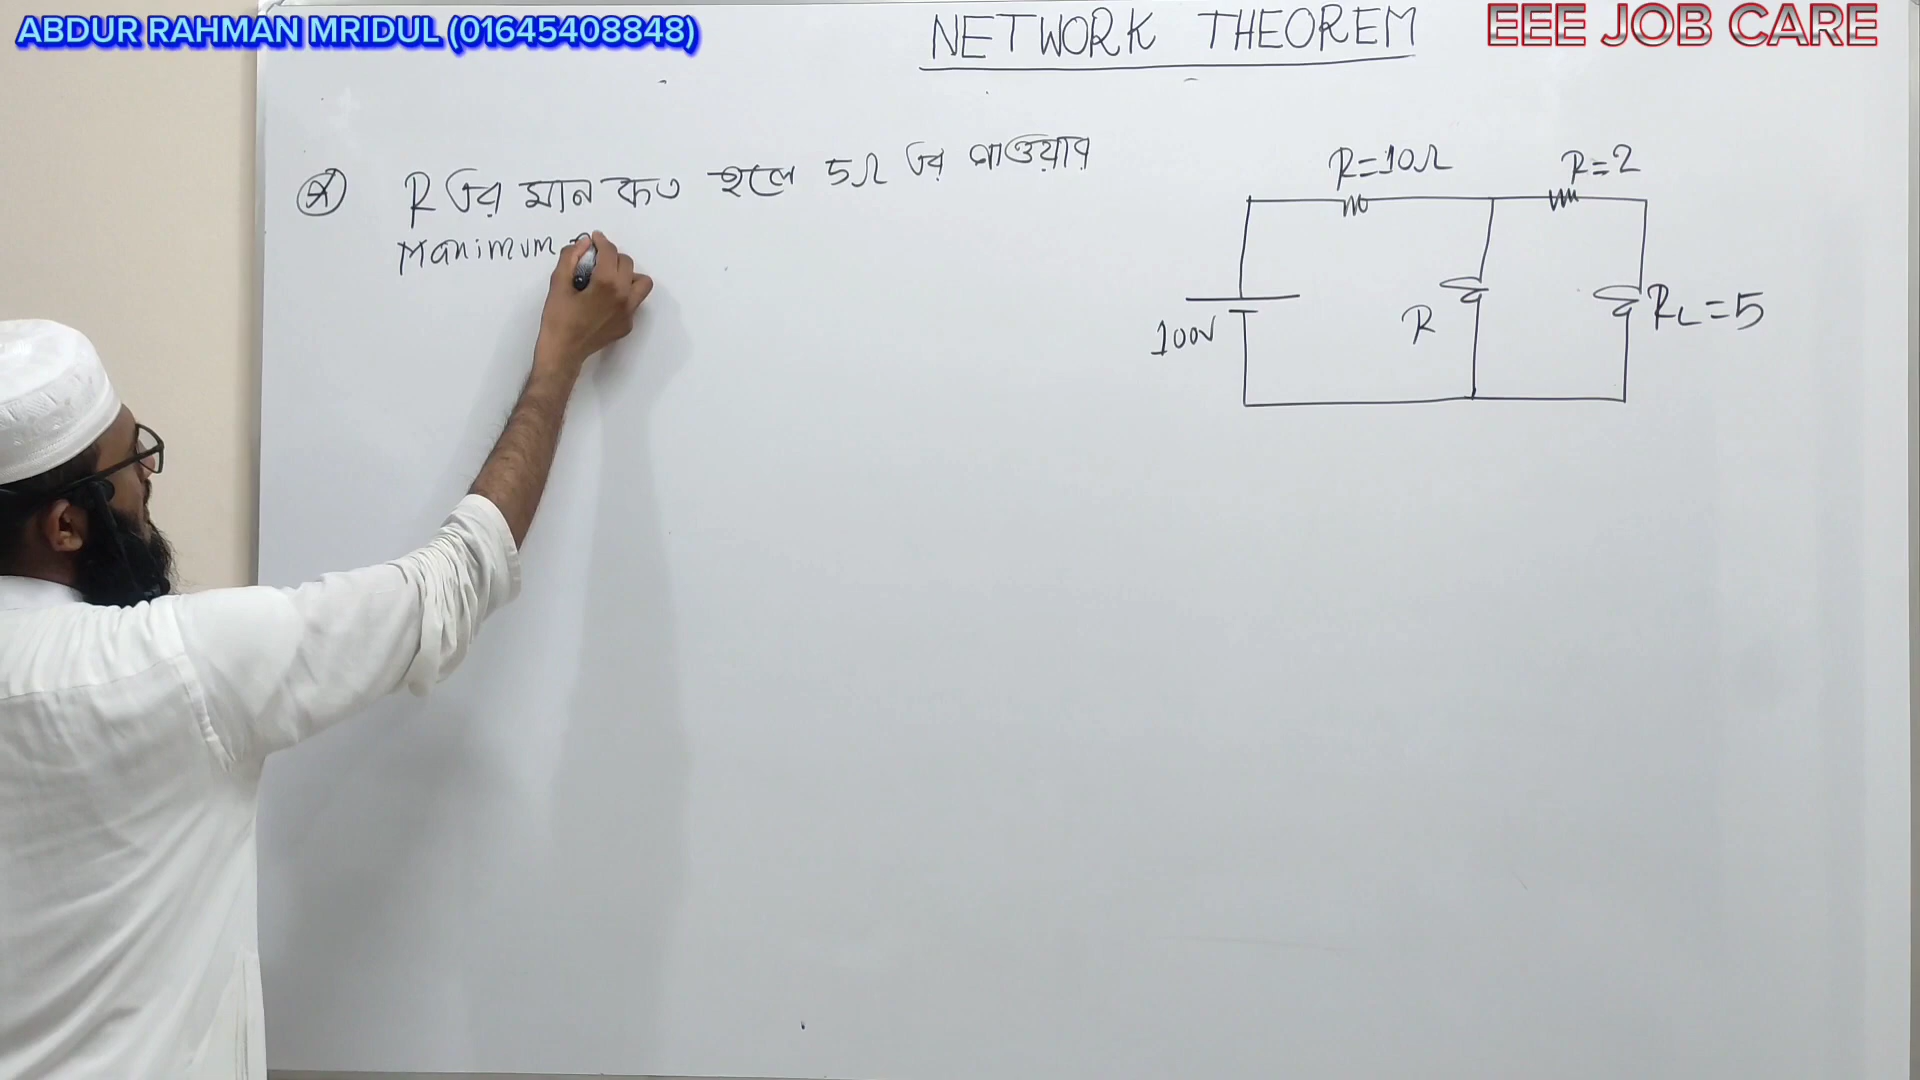 ABDUR RAHMAN MRIDUL (01645408848)
NETWORK THEOREM
EEE JOB CARE
R এর মান কত হলে 5Ω এর পাওয়ার
Maximum
R=10Ω
R=2
100V
R
RL=5